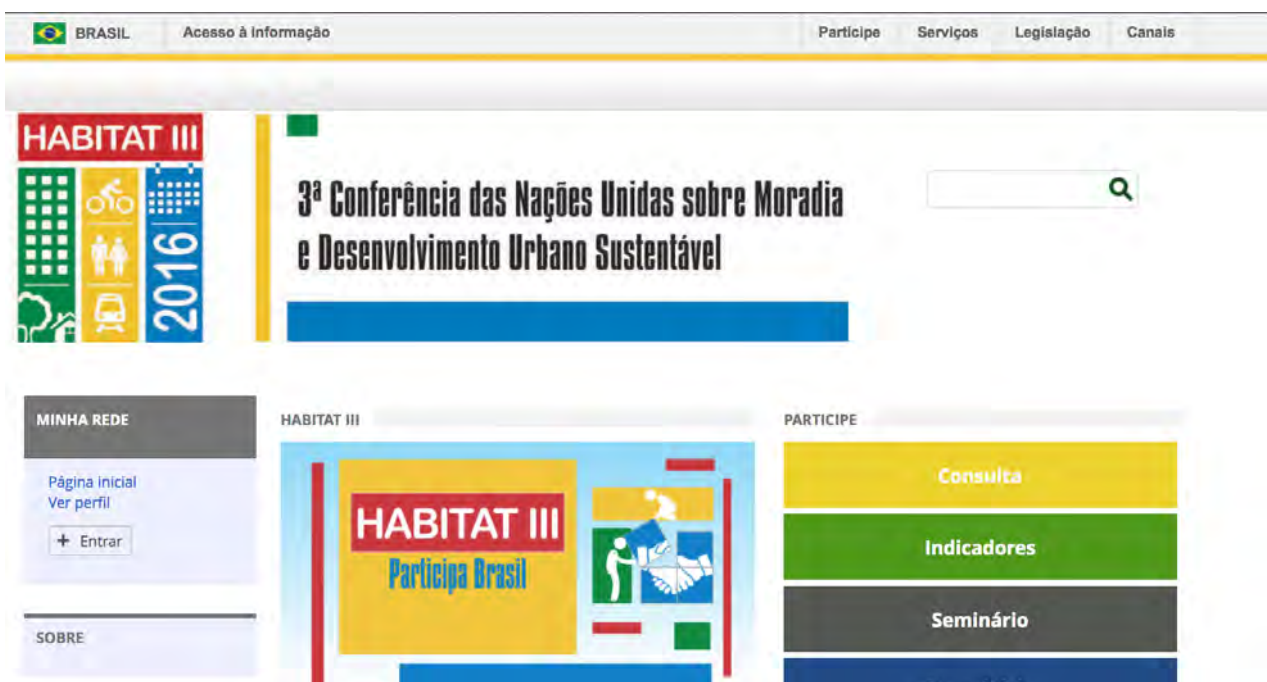 BRASIL
Acesso à informação
Participe
Serviços
Legislação
Canais
HABITAT III
2016
3ª Conferência das Nações Unidas sobre Moradia
e Desenvolvimento Urbano Sustentável
MINHA REDE
Página inicial
Ver perfil
+ Entrar
SOBRE
HABITAT III
HABITAT III
Participa Brasil
PARTICIPE
Consulta
Indicadores
Seminário